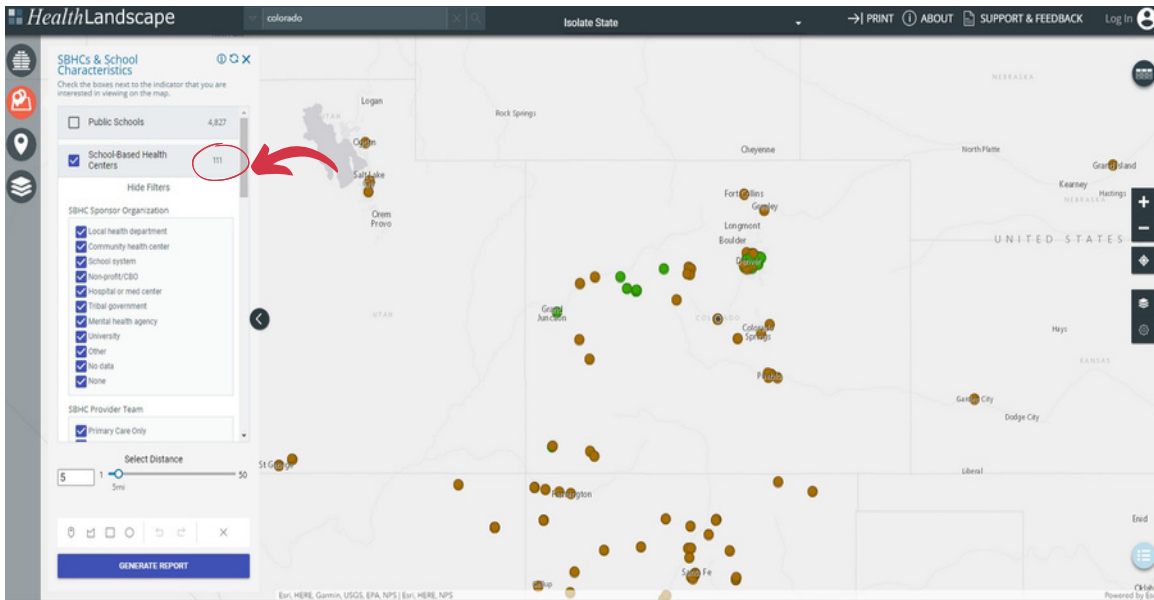 HealthLandscape
colorado
Isolate State
PRINT
ABOUT
SUPPORT & FEEDBACK
Log In
SBHCs & School
Characteristics
Check the boxes next to the indicator that you are
interested in viewing on the map.
Public Schools 4,827
School-Based Health
Centers 111
Hide Filters
SBHC Sponsor Organization
Local health department
Community health center
School system
Non-profit/CBO
Hospital or med center
Tribal government
Mental health agency
University
Other
No data
None
SBHC Provider Team
Primary Care Only
Select Distance
5 1 50
5mi
GENERATE REPORT
NEBRASKA
Logan
UTAH
Rock Springs
Ogden
Cheyenne
North Platte
Grand Island
Salt Lake
City
Kearney
Hastings
NEBRASKA
Fort Collins
Greeley
Orem
Provo
Longmont
Boulder
UNITED STATES
Denver
Grand
Junction
UTAH
COLORADO
Colorado
Springs
Hays
KANSAS
Pueblo
Garden City
Dodge City
St George
Liberal
Farmington
Enid
Santa Fe
Gallup
Esri, HERE, Garmin, USGS, EPA, NPS | Esri, HERE, NPS
Powered by Esri